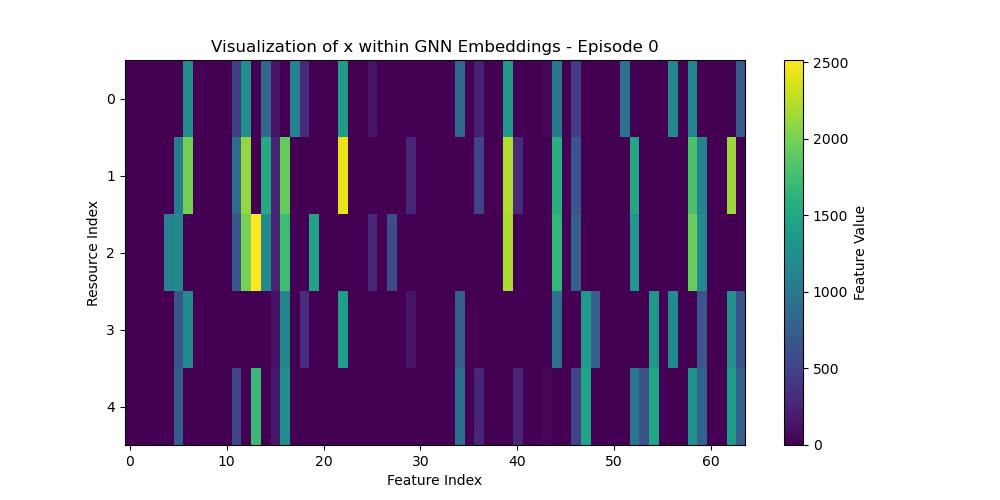 Visualization of x within GNN Embeddings - Episode 0
Resource Index
0
1
2
3
4
0 10 20 30 40 50 60
Feature Index
2500
2000
1500
1000
500
0
Feature Value